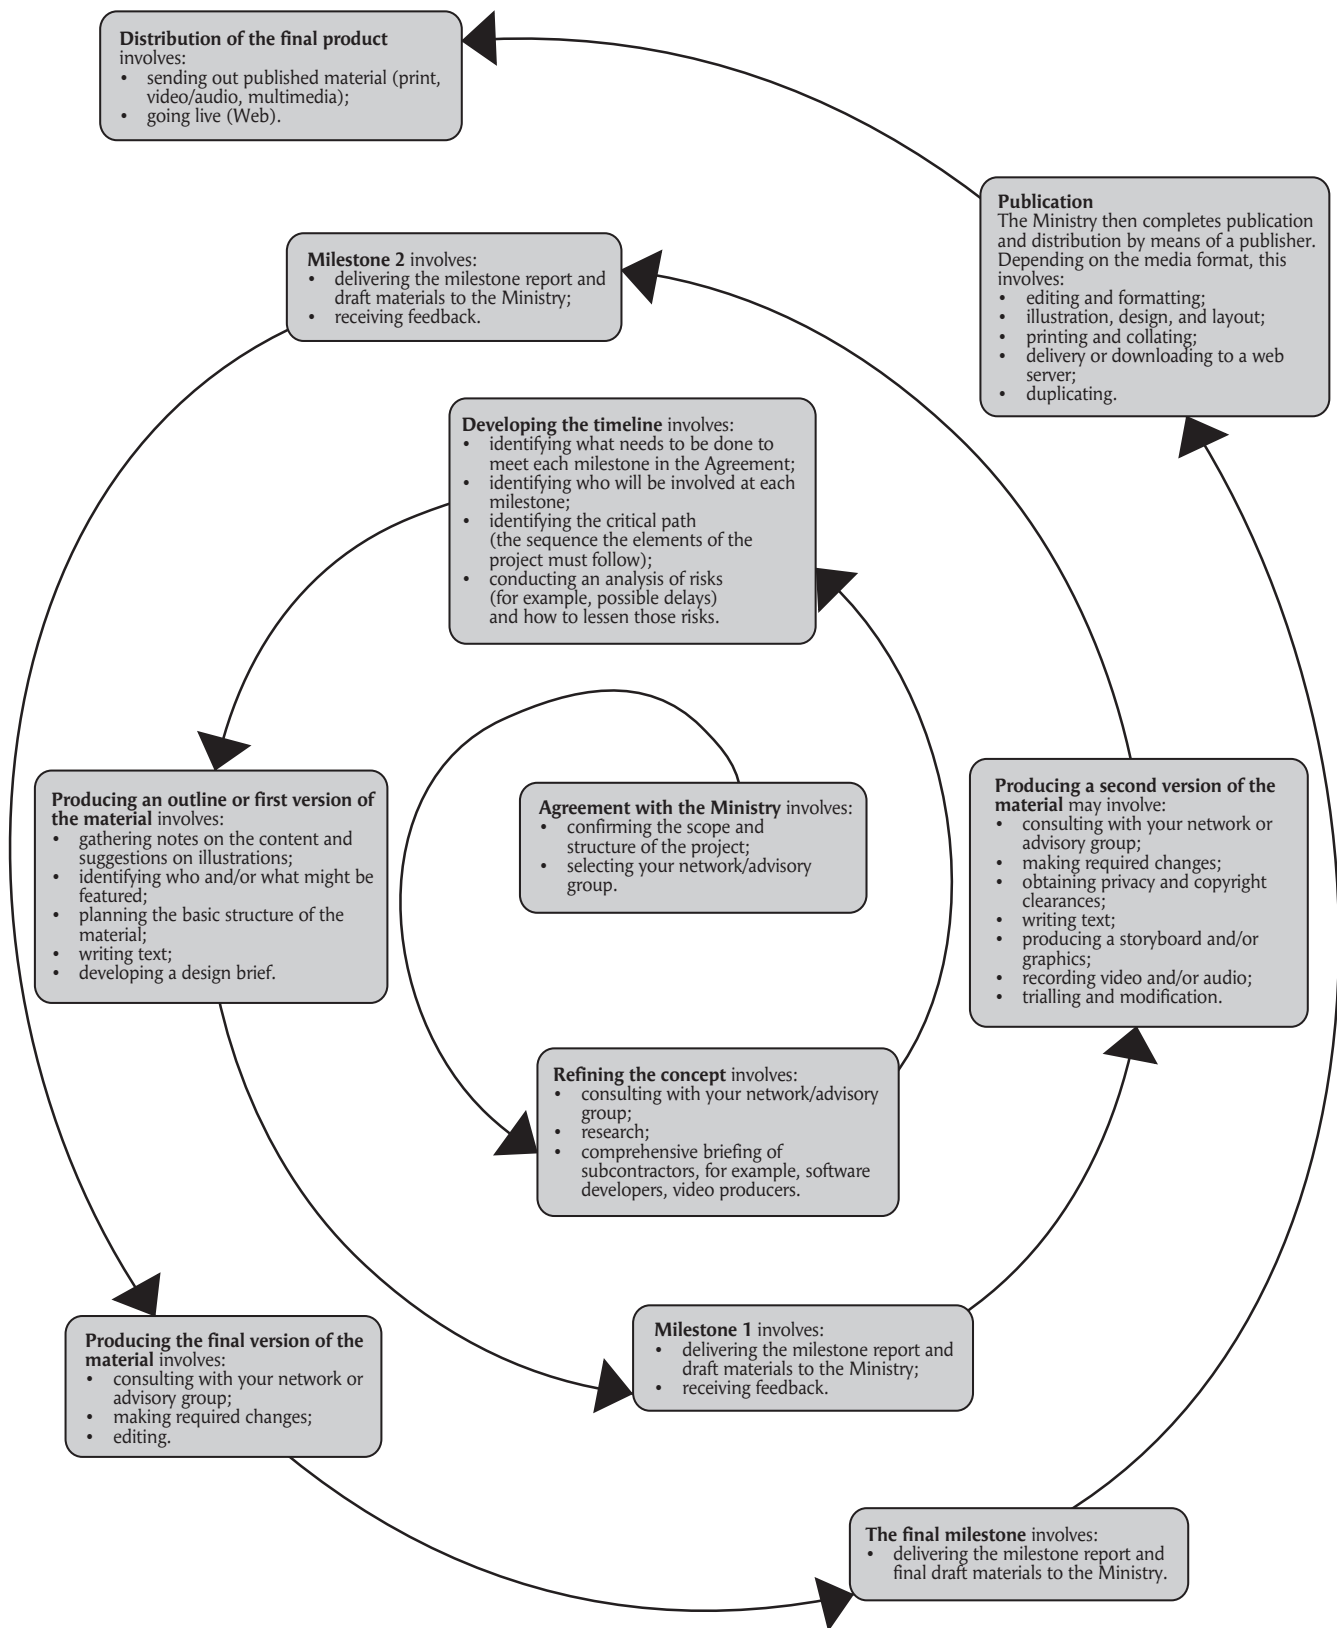 Distribution of the final product
involves:
• sending out published material (print,
video/audio, multimedia);
• going live (Web).
Publication
The Ministry then completes publication
and distribution by means of a publisher.
Depending on the media format, this
involves:
• editing and formatting;
• illustration, design, and layout;
• printing and collating;
• delivery or downloading to a web
server;
• duplicating.
Milestone 2 involves:
• delivering the milestone report and
draft materials to the Ministry;
• receiving feedback.
Developing the timeline involves:
• identifying what needs to be done to
meet each milestone in the Agreement;
• identifying who will be involved at each
milestone;
• identifying the critical path
(the sequence the elements of the
project must follow);
• conducting an analysis of risks
(for example, possible delays)
and how to lessen those risks.
Producing an outline or first version of
the material involves:
• gathering notes on the content and
suggestions on illustrations;
• identifying who and/or what might be
featured;
• planning the basic structure of the
material;
• writing text;
• developing a design brief.
Agreement with the Ministry involves:
• confirming the scope and
structure of the project;
• selecting your network/advisory
group.
Producing a second version of the
material may involve:
• consulting with your network or
advisory group;
• making required changes;
• obtaining privacy and copyright
clearances;
• writing text;
• producing a storyboard and/or
graphics;
• recording video and/or audio;
• trialling and modification.
Refining the concept involves:
• consulting with your network/advisory
group;
• research;
• comprehensive briefing of
subcontractors, for example, software
developers, video producers.
Producing the final version of the
material involves:
• consulting with your network or
advisory group;
• making required changes;
• editing.
Milestone 1 involves:
• delivering the milestone report and
draft materials to the Ministry;
• receiving feedback.
The final milestone involves:
• delivering the milestone report and
final draft materials to the Ministry.